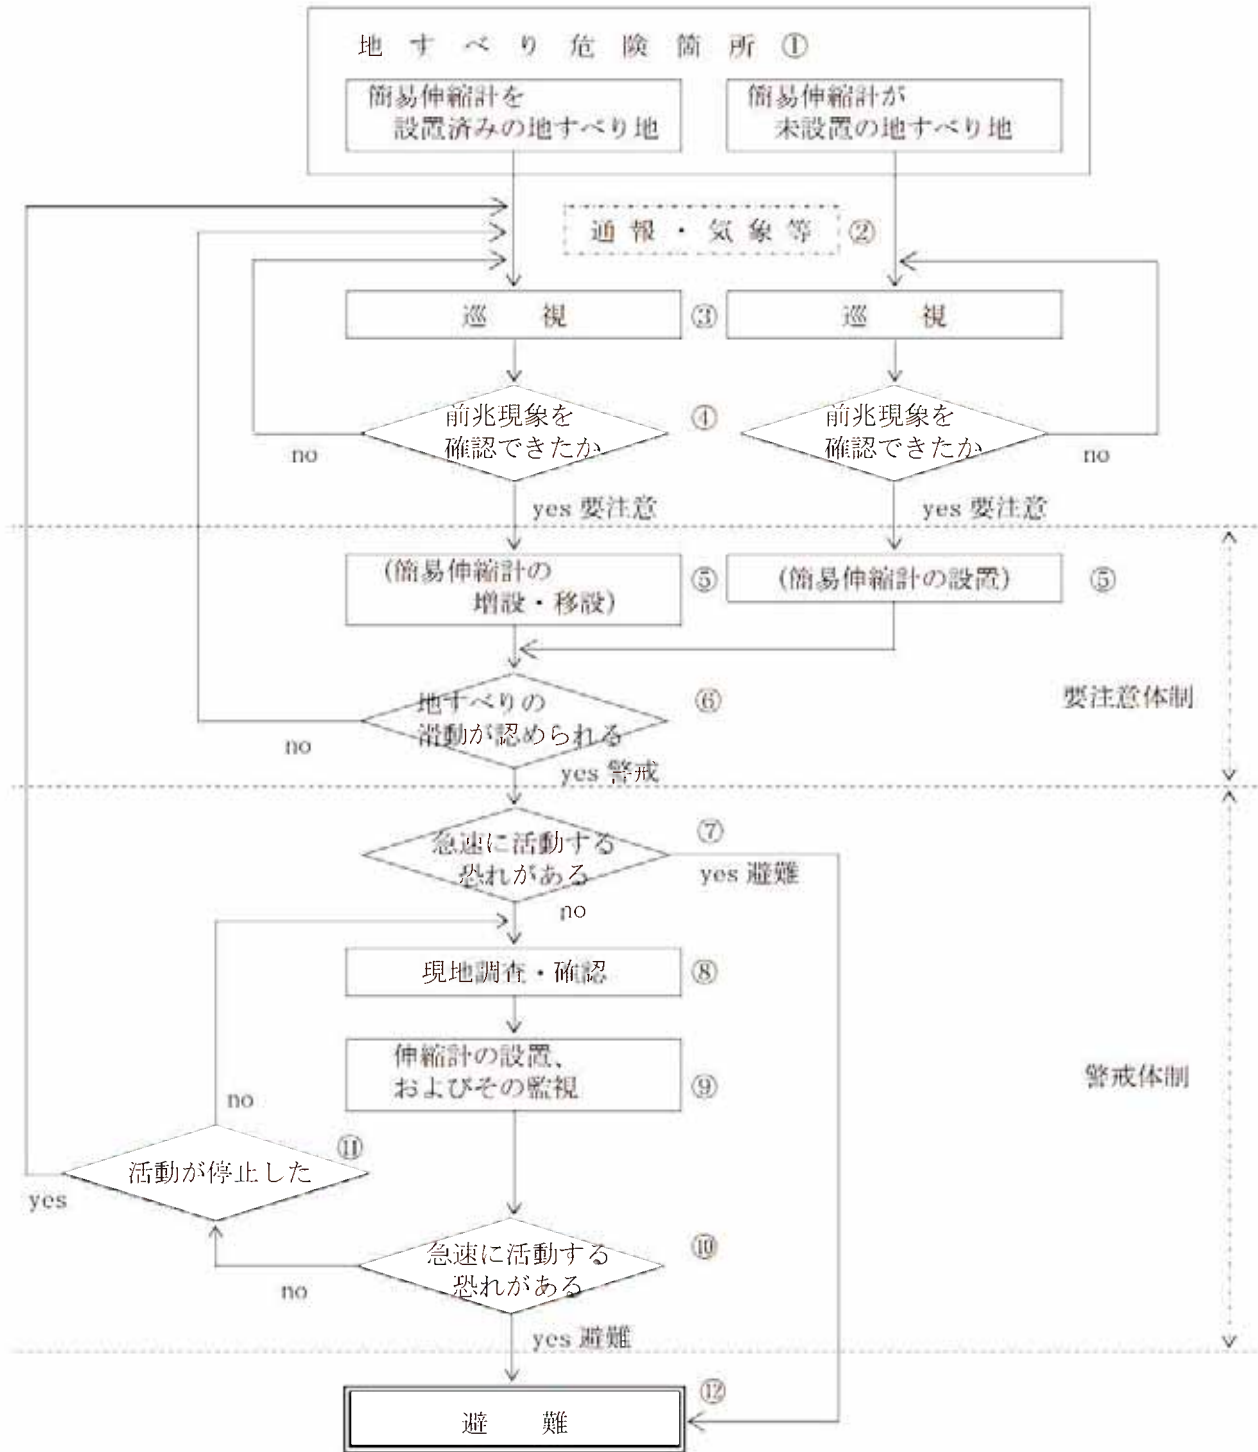 地すべり危険箇所①
簡易伸縮計を
設置済みの地すべり地
簡易伸縮計が
未設置の地すべり地
通報・気象等 ②
巡視
③
巡視
前兆現象を
確認できたか
④
前兆現象を
確認できたか
no
no
yes 要注意
yes 要注意
(簡易伸縮計の
増設・移設)
⑤
(簡易伸縮計の設置)
⑤
地すべりの
滑動が認められる
⑥
要注意体制
no
yes 警戒
急速に活動する
恐れがある
⑦
yes 避難
no
現地調査・確認
⑧
伸縮計の設置、
およびその監視
⑨
警戒体制
no
活動が停止した
⑪
yes
急速に活動する
恐れがある
⑩
no
yes 避難
避難
⑫